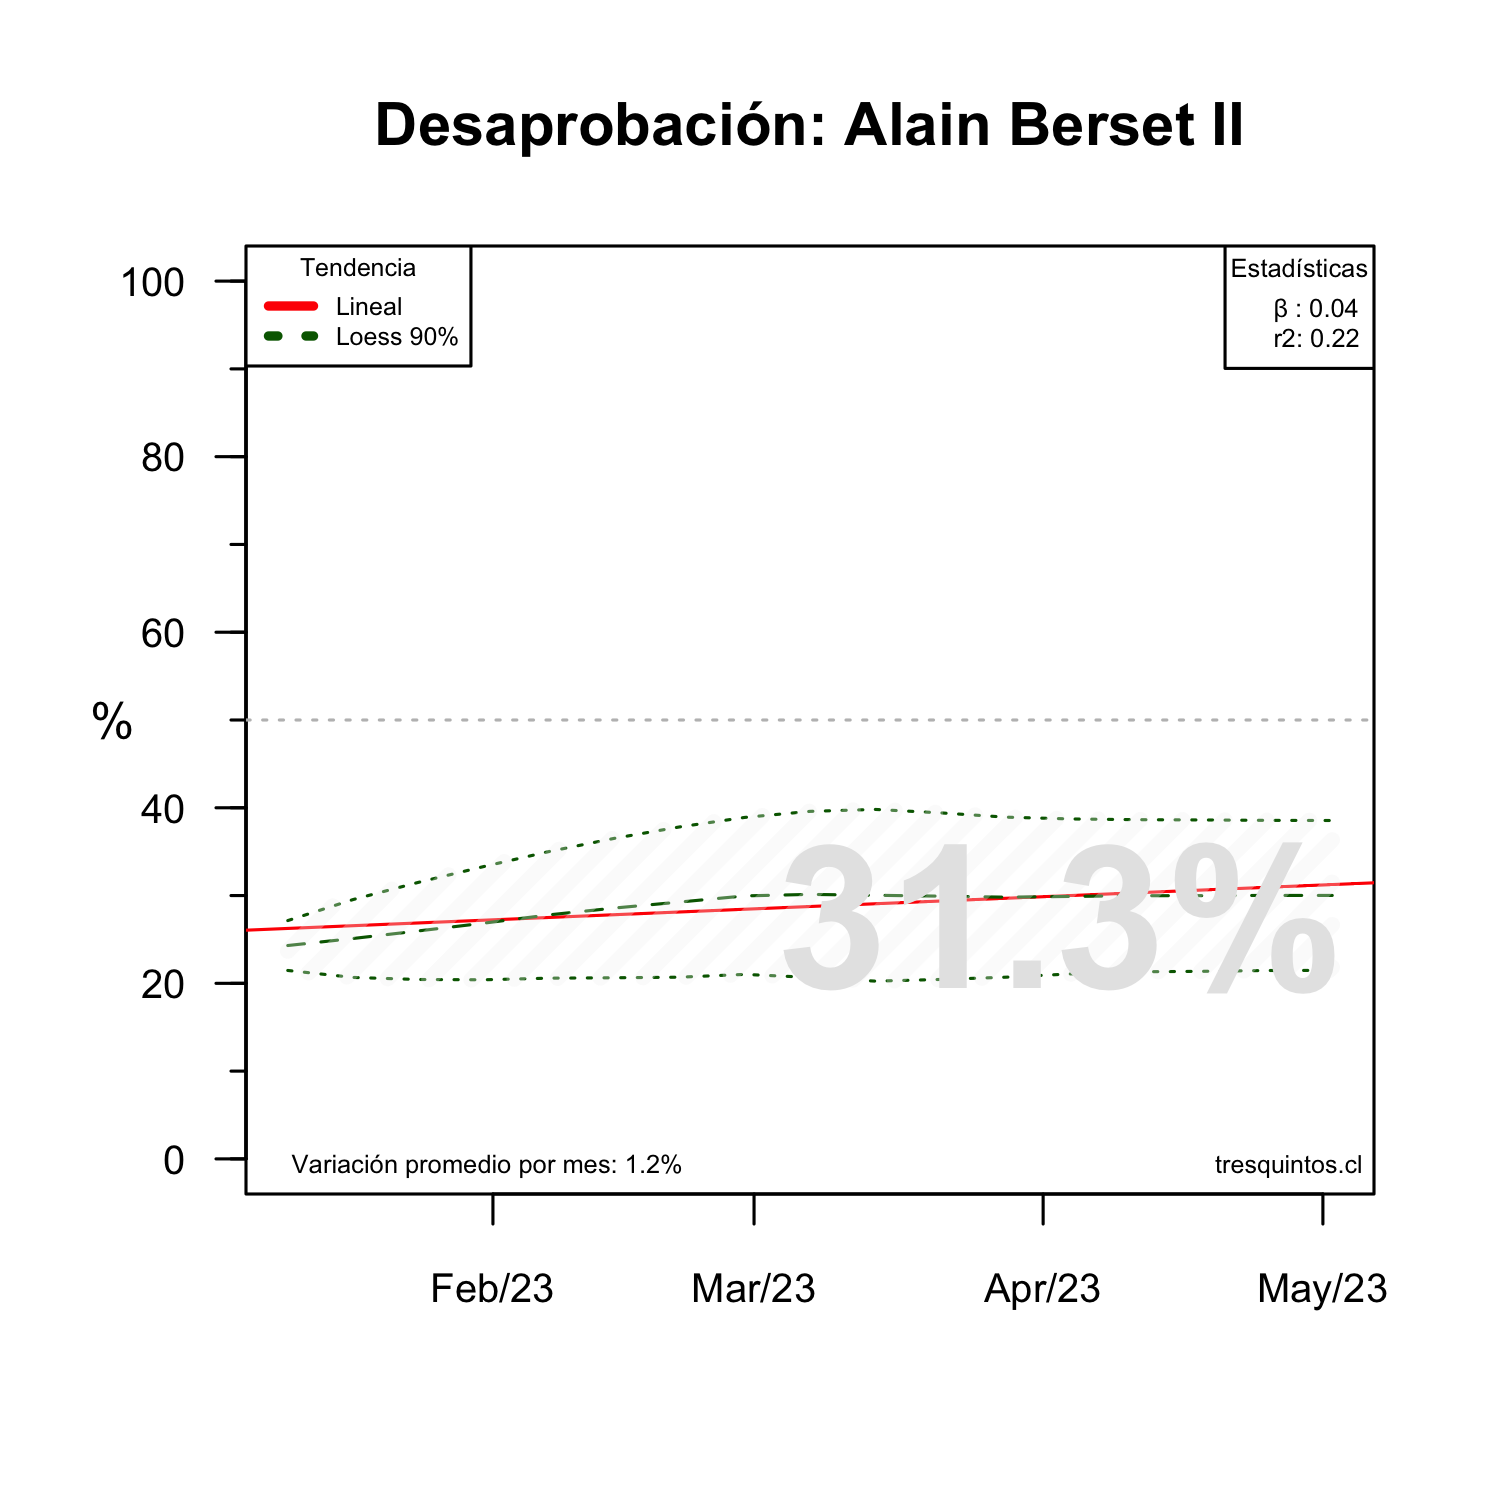 Desaprobación: Alain Berset II
Tendencia
Lineal
Loess 90%
Estadísticas
β : 0.04
r2: 0.22
100
80
60
%
40
20
0
31.3%
Variación promedio por mes: 1.2%
tresquintos.cl
Feb/23
Mar/23
Apr/23
May/23